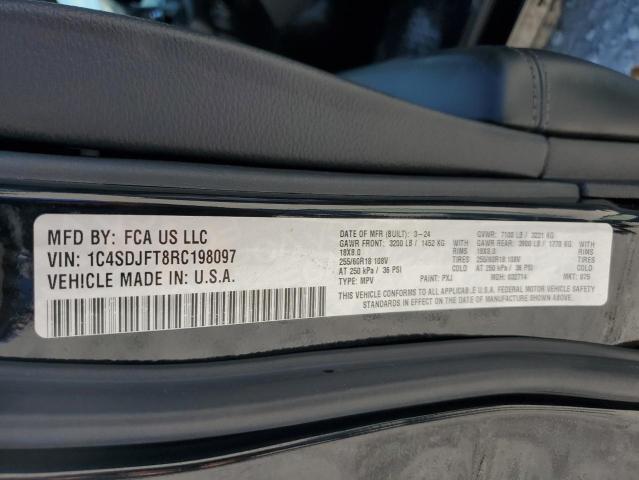 MFD BY: FCA US LLC
VIN: 1C4SDJFT8RC198097
VEHICLE MADE IN: U.S.A.
DATE OF MFR (BUILT): 3-24
GVWR: 7100 LB / 3221 KG
GAWR FRONT: 3200 LB / 1452 KG WITH
GAWR REAR: 3900 LB / 1770 KG WITH
18X8.0 RIMS
18X8.0 RIMS
255/60R18 108V TIRES
255/60R18 108V TIRES
AT 250 kPa / 36 PSI
AT 250 kPa / 36 PSI
TYPE: MPV PAINT: PXJ
MDH: 032714 MKT: 075
THIS VEHICLE CONFORMS TO ALL APPLICABLE U.S.A. FEDERAL MOTOR VEHICLE SAFETY
STANDARDS IN EFFECT ON THE DATE OF MANUFACTURE SHOWN ABOVE.